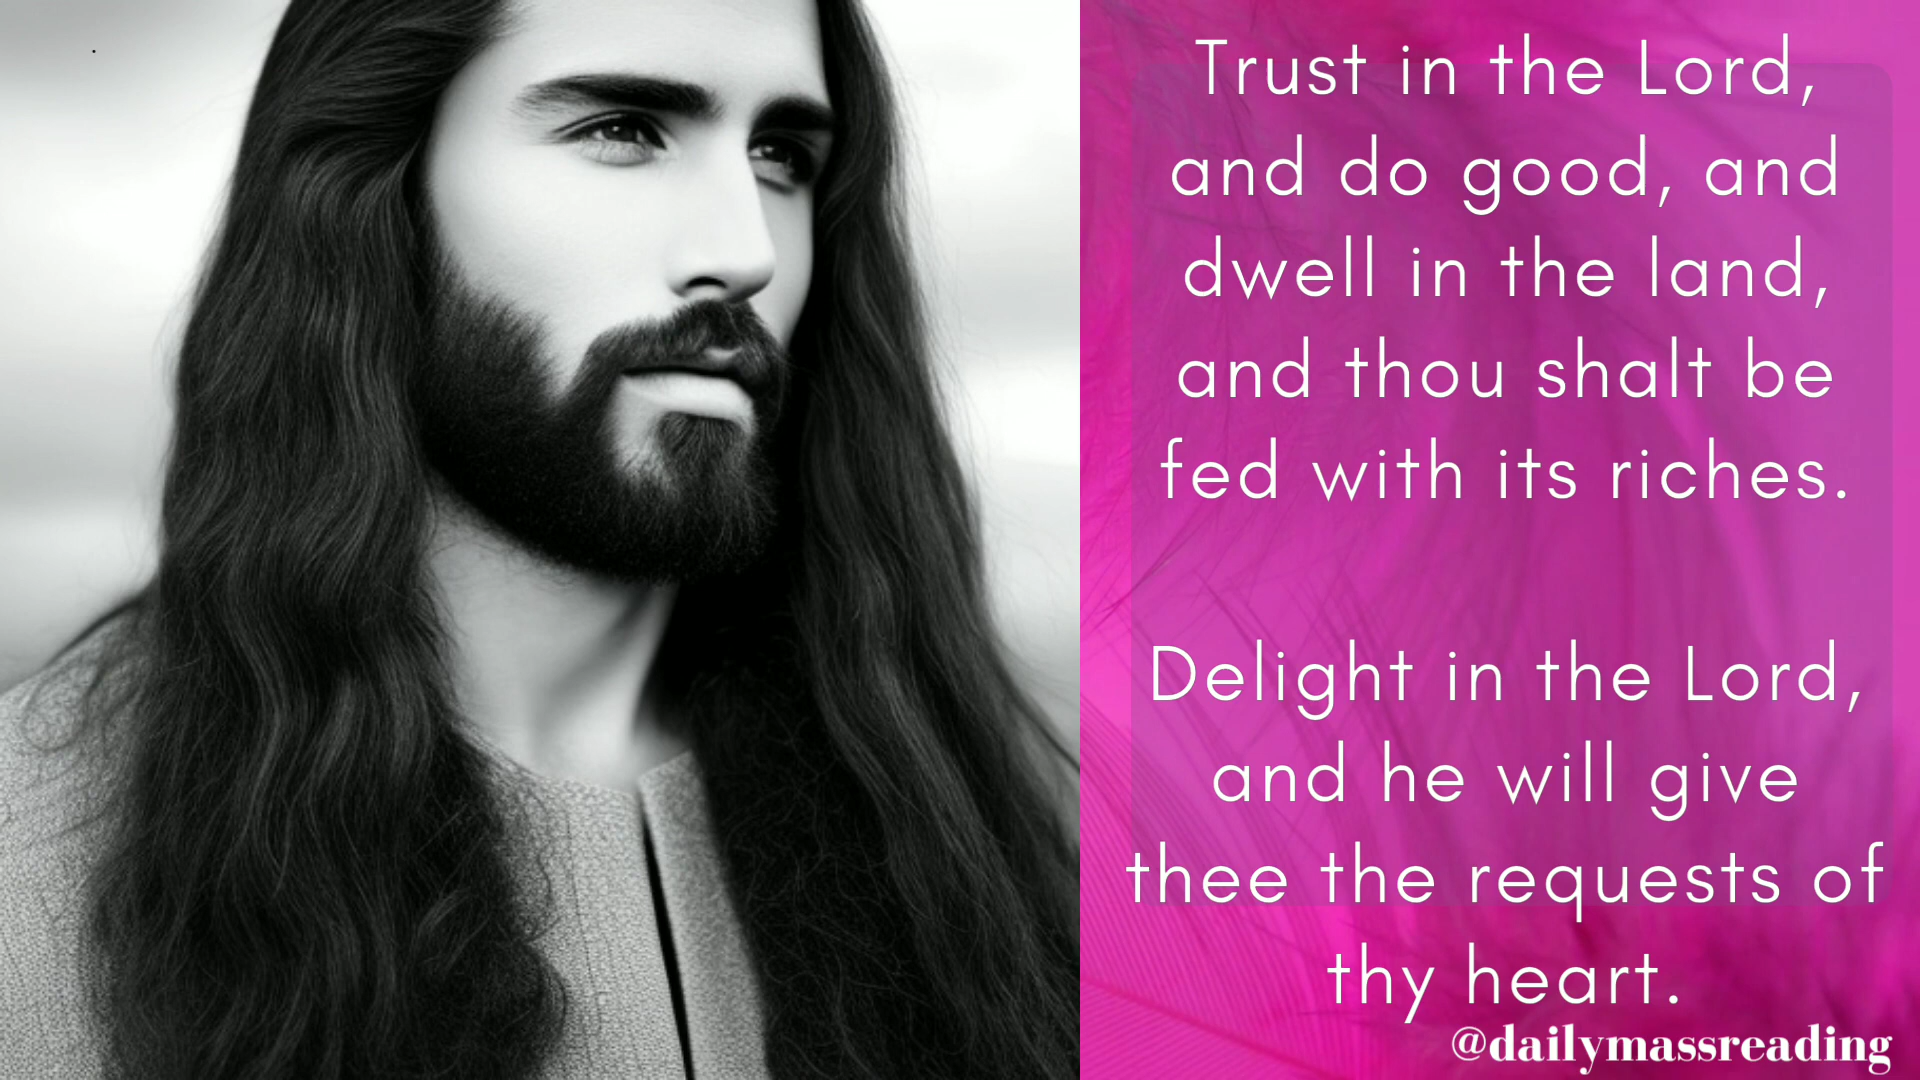 Trust in the Lord,
and do good, and
dwell in the land,
and thou shalt be
fed with its riches.
Delight in the Lord,
and he will give
thee the requests of
thy heart.
@dailymassreading